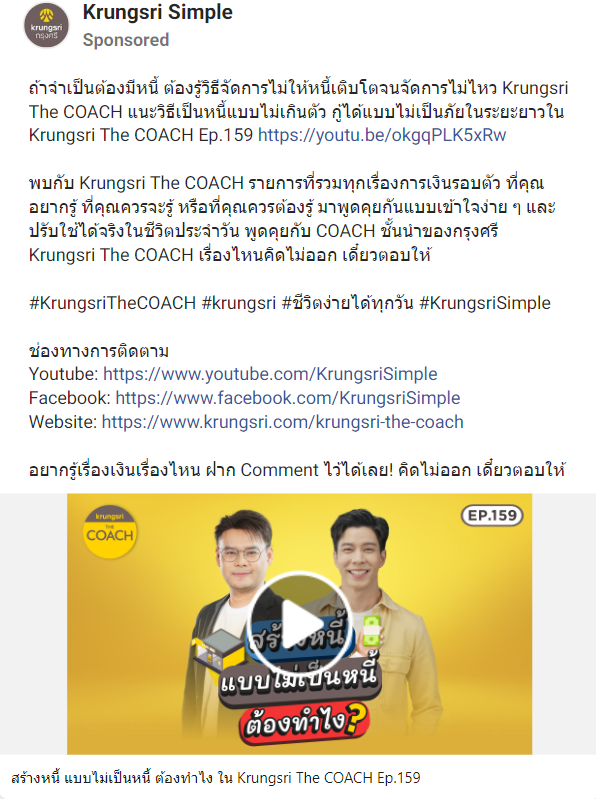 krungsri
กรุงศรี
Krungsri Simple
Sponsored
ถ้าจำเป็นต้องมีหนี้ ต้องรู้วิธีจัดการไม่ให้หนี้เติบโตจนจัดการไม่ไหว Krungsri
The COACH แนะวิธีเป็นหนี้แบบไม่เกินตัว กู้ได้แบบไม่เป็นภัยในระยะยาวใน
Krungsri The COACH Ep.159 https://youtu.be/okgqPLK5xRw
พบกับ Krungsri The COACH รายการที่รวมทุกเรื่องการเงินรอบตัว ที่คุณ
อยากรู้ ที่คุณควรจะรู้ หรือที่คุณควรต้องรู้ มาพูดคุยกันแบบเข้าใจง่าย ๆ และ
ปรับใช้ได้จริงในชีวิตประจำวัน พูดคุยกับ COACH ชั้นนำของกรุงศรี
Krungsri The COACH เรื่องไหนคิดไม่ออก เดี๋ยวตอบให้
#KrungsriTheCOACH #krungsri #ชีวิตง่ายได้ทุกวัน #KrungsriSimple
ช่องทางการติดตาม
Youtube: https://www.youtube.com/KrungsriSimple
Facebook: https://www.facebook.com/KrungsriSimple
Website: https://www.krungsri.com/krungsri-the-coach
อยากรู้เรื่องเงินเรื่องไหน ฝาก Comment ไว้ได้เลย! คิดไม่ออก เดี๋ยวตอบให้
krungsri
THE
COACH
EP.159
สร้างหนี้
แบบไม่เป็นหนี้
ต้องทำไง?
สร้างหนี้ แบบไม่เป็นหนี้ ต้องทำไง ใน Krungsri The COACH Ep.159